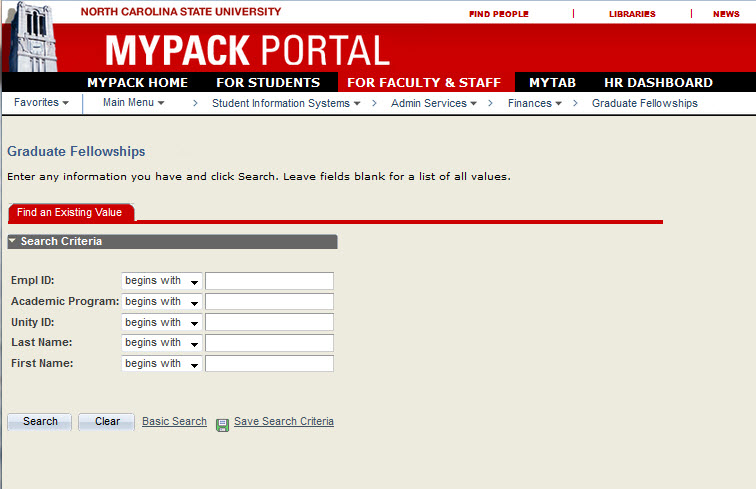 NORTH CAROLINA STATE UNIVERSITY FIND PEOPLE | LIBRARIES | NEWS
MYPACK PORTAL
MYPACK HOME FOR STUDENTS FOR FACULTY & STAFF MYTAB HR DASHBOARD
Favorites Main Menu > Student Information Systems > Admin Services > Finances > Graduate Fellowships
Graduate Fellowships
Enter any information you have and click Search. Leave fields blank for a list of all values.
Find an Existing Value
Search Criteria
Empl ID: begins with
Academic Program: begins with
Unity ID: begins with
Last Name: begins with
First Name: begins with
Search Clear Basic Search Save Search Criteria